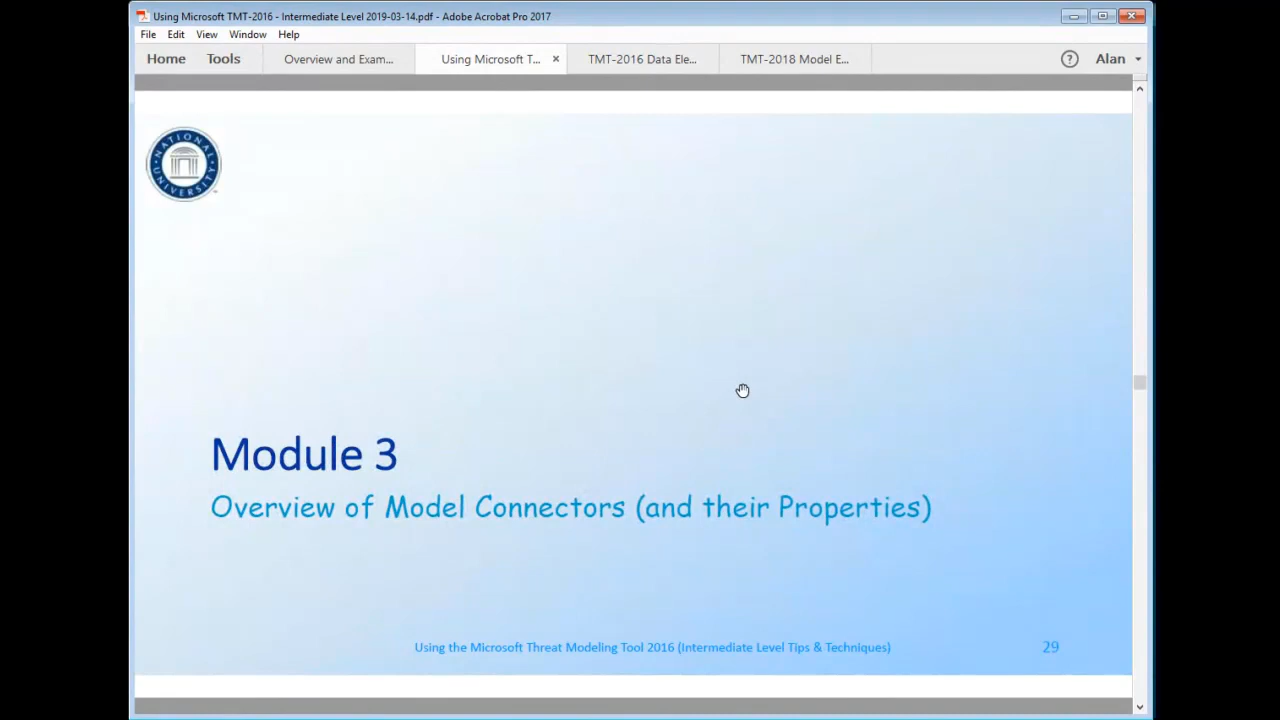 Using Microsoft TMT-2016 - Intermediate Level 2019-03-14.pdf - Adobe Acrobat Pro 2017
File Edit View Window Help
Home Tools Overview and Exam... Using Microsoft T... × TMT-2016 Data Ele... TMT-2018 Model E... ? Alan
NATIONAL UNIVERSITY
Module 3
Overview of Model Connectors (and their Properties)
Using the Microsoft Threat Modeling Tool 2016 (Intermediate Level Tips & Techniques) 29